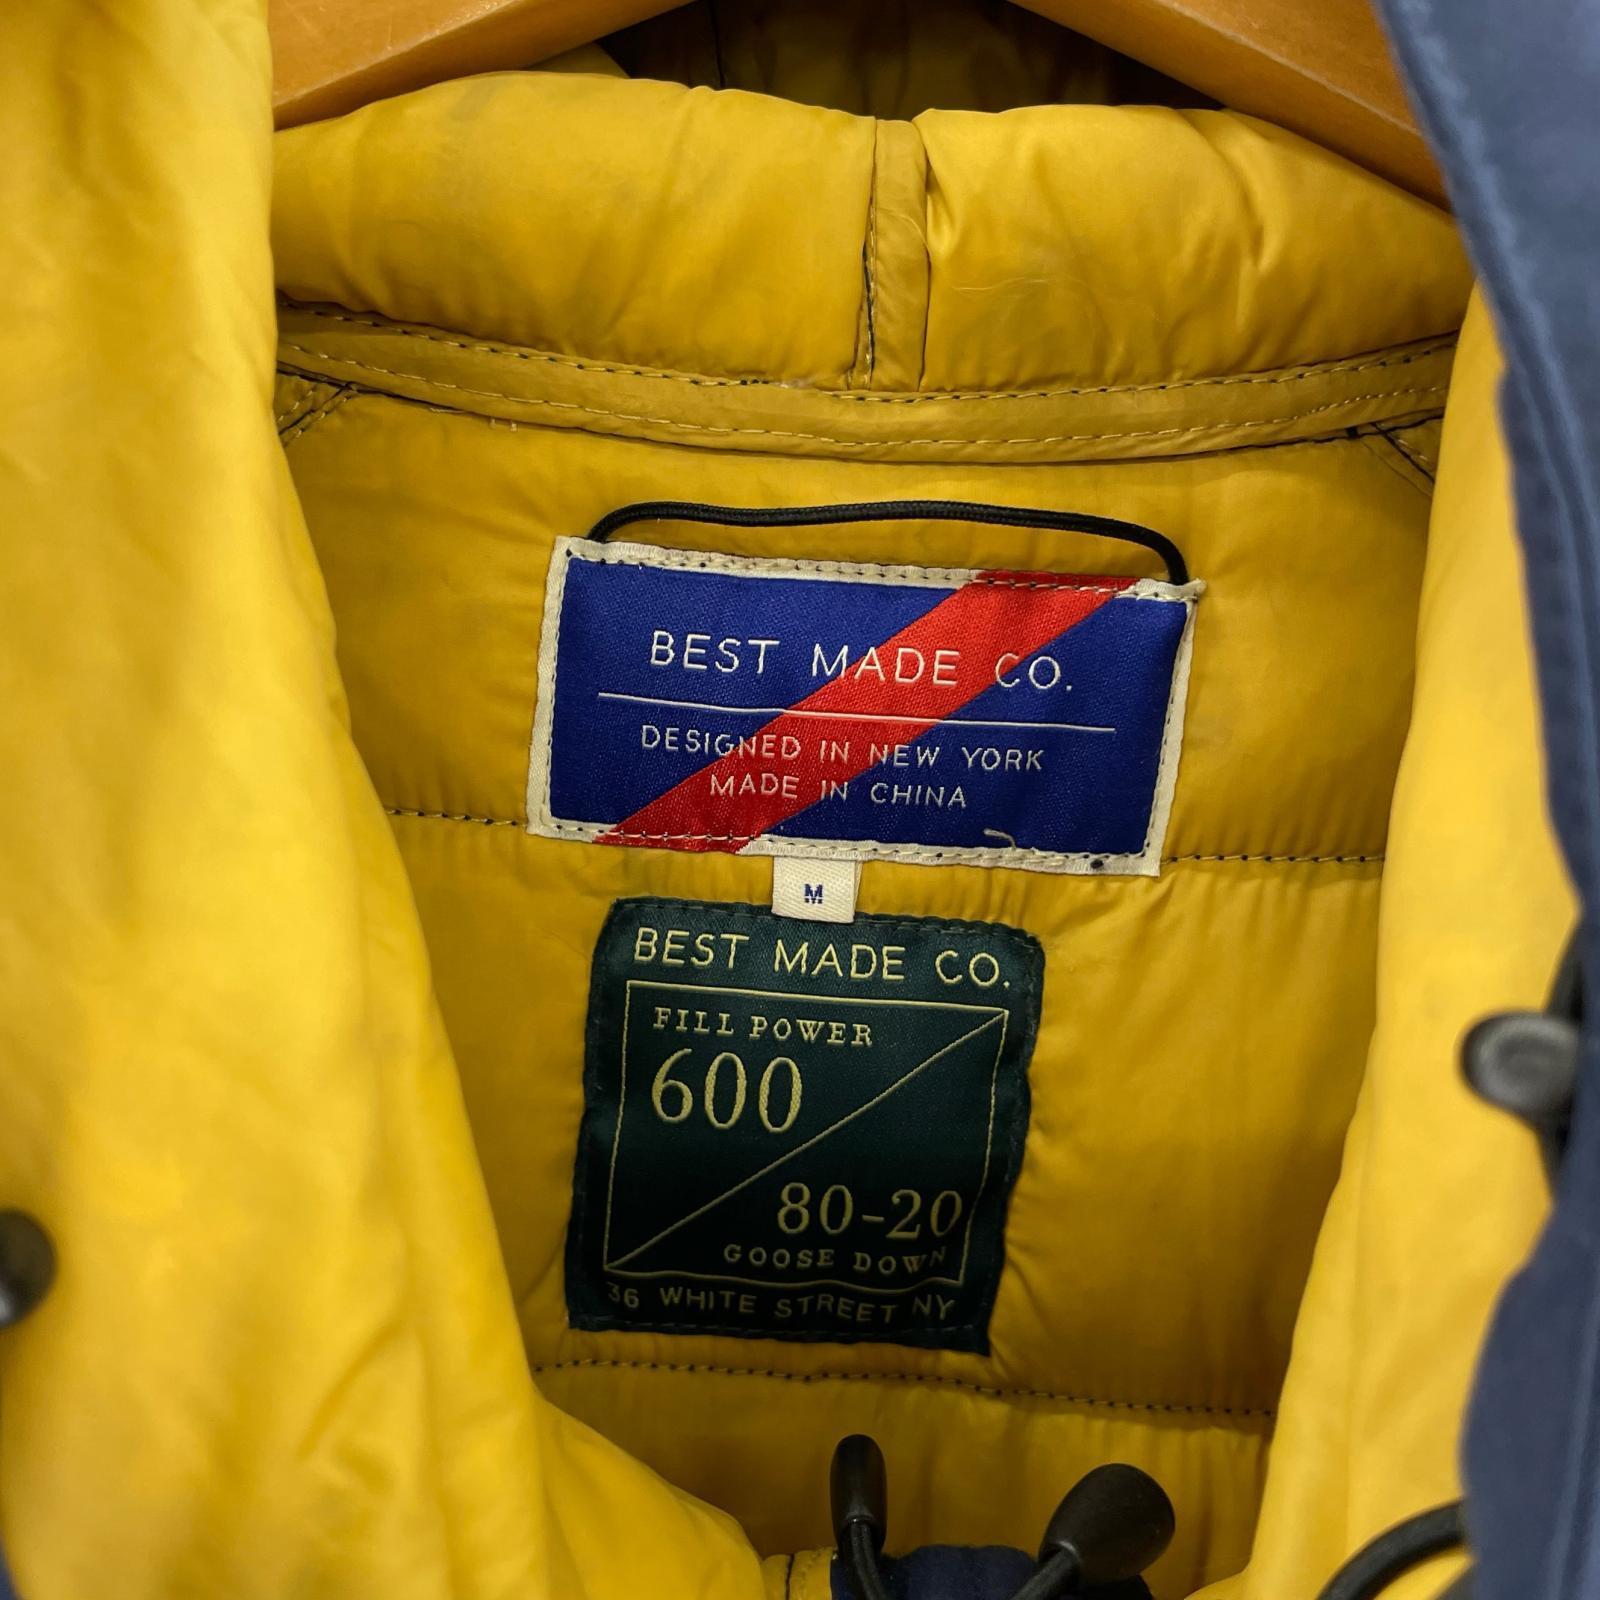 BEST MADE CO.
DESIGNED IN NEW YORK
MADE IN CHINA
M
BEST MADE CO.
FILL POWER
600
80-20
GOOSE DOWN
36 WHITE STREET NY